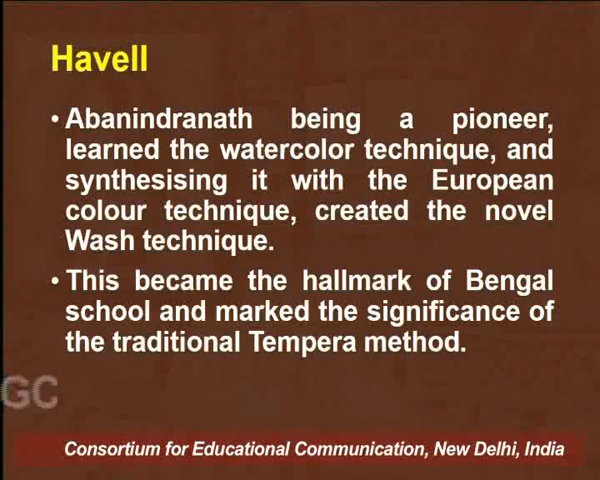 Havell
• Abanindranath being a pioneer,
learned the watercolor technique, and
synthesising it with the European
colour technique, created the novel
Wash technique.
• This became the hallmark of Bengal
school and marked the significance of
the traditional Tempera method.
GC
Consortium for Educational Communication, New Delhi, India